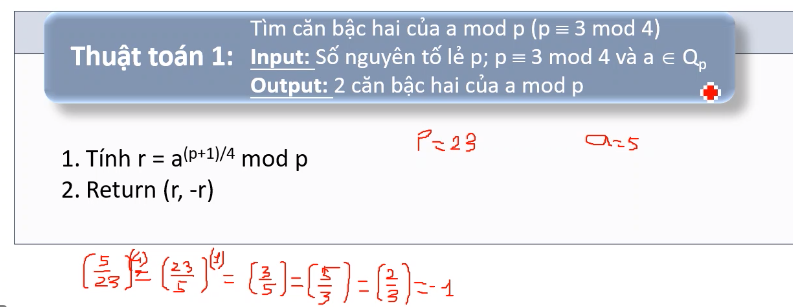 Tìm căn bậc hai của a mod p (p ≡ 3 mod 4)
Thuật toán 1: Input: Số nguyên tố lẻ p; p ≡ 3 mod 4 và a ∈ Qp
Output: 2 căn bậc hai của a mod p
P=23 a=5
1. Tính r = a^(p+1)/4 mod p
2. Return (r, -r)
(5/23)^(4) = (23/5)^(4) = (3/5) = (5/3) = (2/3) = -1